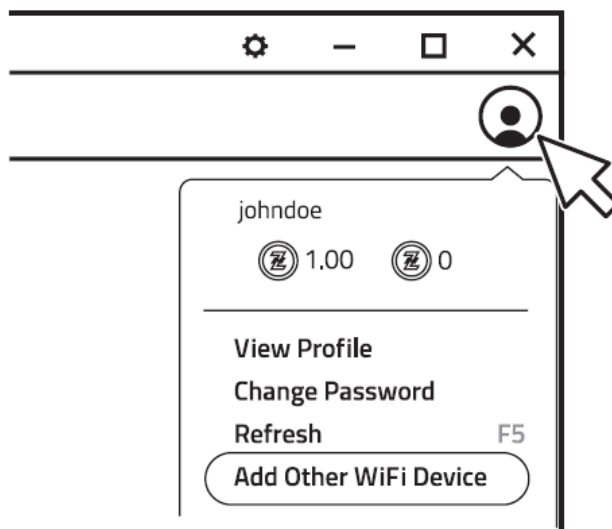 johndoe
1.00 0
View Profile
Change Password
Refresh F5
Add Other WiFi Device